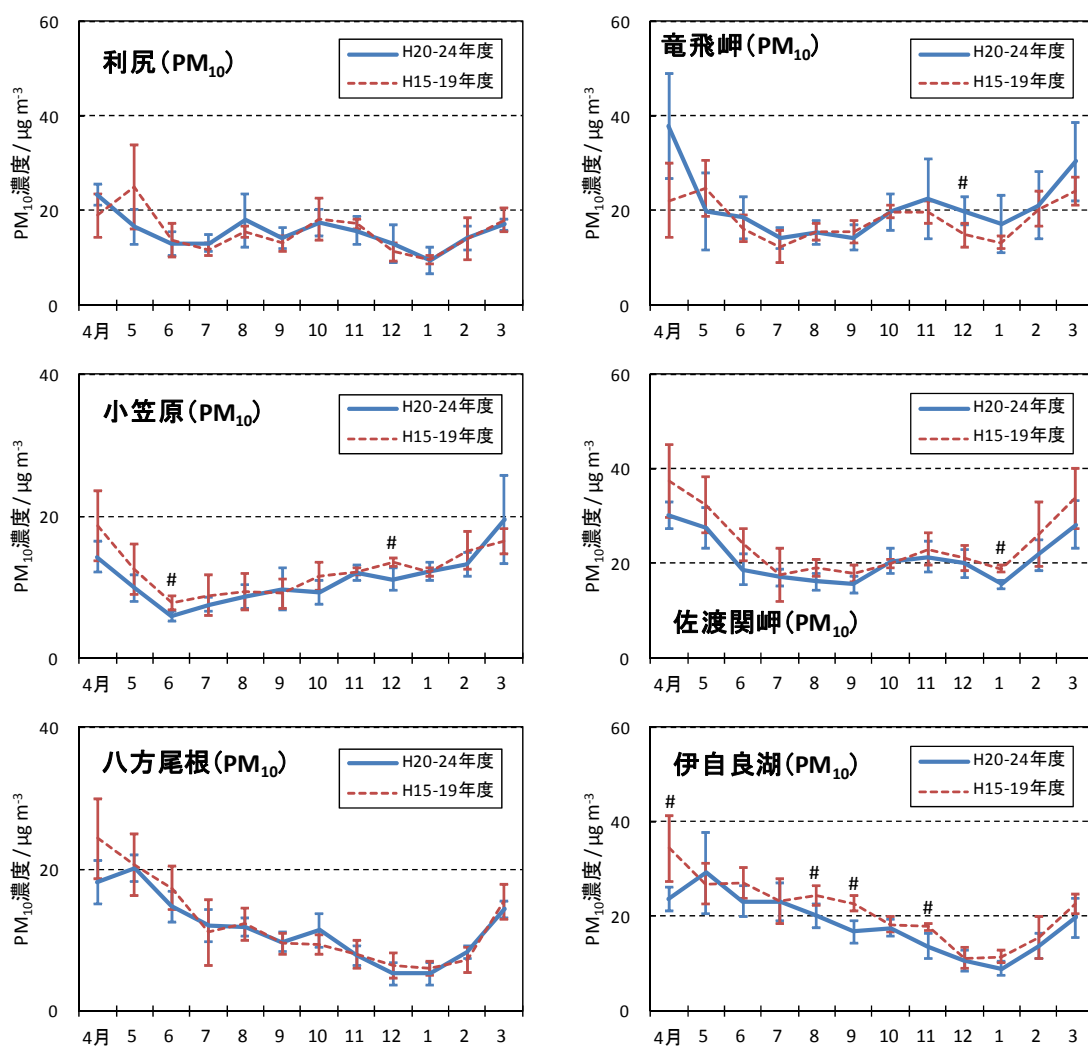 60
40
20
0
PM10濃度 / μg m-3
利尻(PM10)
H20-24年度
H15-19年度
4月 5 6 7 8 9 10 11 12 1 2 3
60
40
20
0
PM10濃度 / μg m-3
竜飛岬(PM10)
H20-24年度
H15-19年度
#
4月 5 6 7 8 9 10 11 12 1 2 3
40
20
0
PM10濃度 / μg m-3
小笠原(PM10)
H20-24年度
H15-19年度
# #
4月 5 6 7 8 9 10 11 12 1 2 3
60
40
20
0
PM10濃度 / μg m-3
H20-24年度
H15-19年度
#
佐渡関岬(PM10)
4月 5 6 7 8 9 10 11 12 1 2 3
40
20
0
PM10濃度 / μg m-3
八方尾根(PM10)
H20-24年度
H15-19年度
4月 5 6 7 8 9 10 11 12 1 2 3
60
40
20
0
PM10濃度 / μg m-3
伊自良湖(PM10)
H20-24年度
H15-19年度
# # # #
4月 5 6 7 8 9 10 11 12 1 2 3